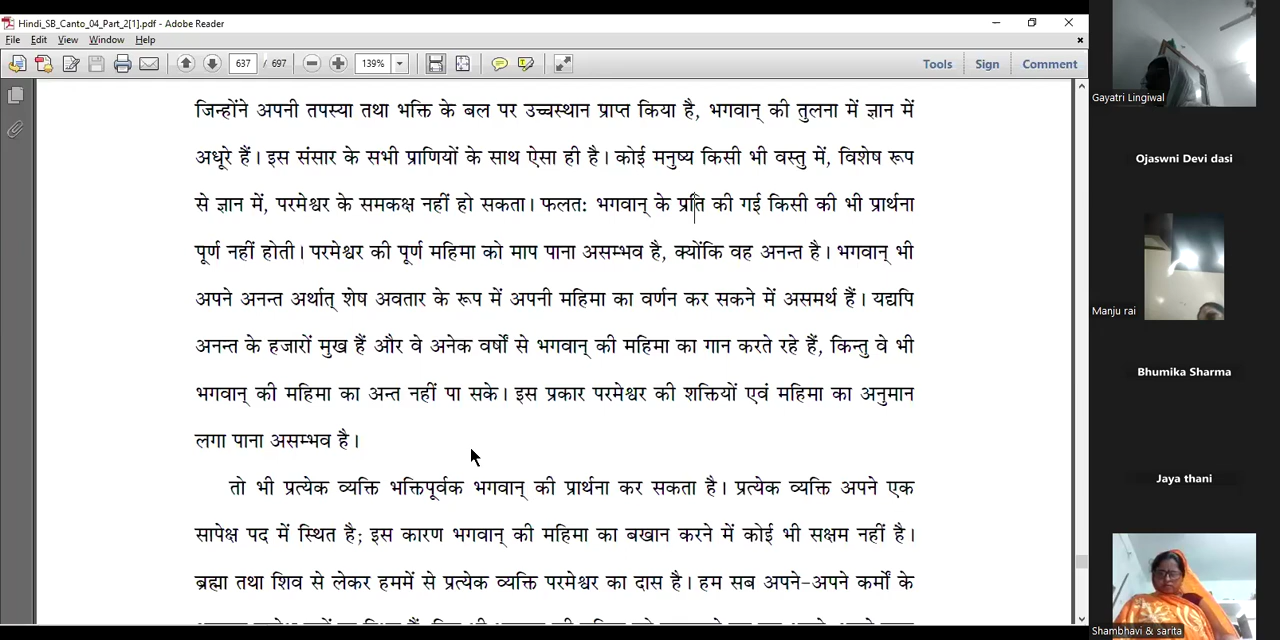 Hindi_SB_Canto_04_Part_2[1].pdf - Adobe Reader
File Edit View Window Help
637 / 697 139% Tools Sign Comment
जिन्होंने अपनी तपस्या तथा भक्ति के बल पर उच्चस्थान प्राप्त किया है, भगवान् की तुलना में ज्ञान में
अधूरे हैं। इस संसार के सभी प्राणियों के साथ ऐसा ही है। कोई मनुष्य किसी भी वस्तु में, विशेष रूप
से ज्ञान में, परमेश्वर के समकक्ष नहीं हो सकता। फलत: भगवान् के प्रति की गई किसी की भी प्रार्थना
पूर्ण नहीं होती। परमेश्वर की पूर्ण महिमा को माप पाना असम्भव है, क्योंकि वह अनन्त है। भगवान् भी
अपने अनन्त अर्थात् शेष अवतार के रूप में अपनी महिमा का वर्णन कर सकने में असमर्थ हैं। यद्यपि
अनन्त के हजारों मुख हैं और वे अनेक वर्षों से भगवान् की महिमा का गान करते रहे हैं, किन्तु वे भी
भगवान् की महिमा का अन्त नहीं पा सके। इस प्रकार परमेश्वर की शक्तियों एवं महिमा का अनुमान
लगा पाना असम्भव है।
तो भी प्रत्येक व्यक्ति भक्तिपूर्वक भगवान् की प्रार्थना कर सकता है। प्रत्येक व्यक्ति अपने एक
सापेक्ष पद में स्थित है; इस कारण भगवान् की महिमा का बखान करने में कोई भी सक्षम नहीं है।
ब्रह्मा तथा शिव से लेकर हममें से प्रत्येक व्यक्ति परमेश्वर का दास है। हम सब अपने-अपने कर्मों के
Gayatri Lingiwal
Ojaswni Devi dasi
Manju rai
Bhumika Sharma
Jaya thani
Shambhavi & sarita